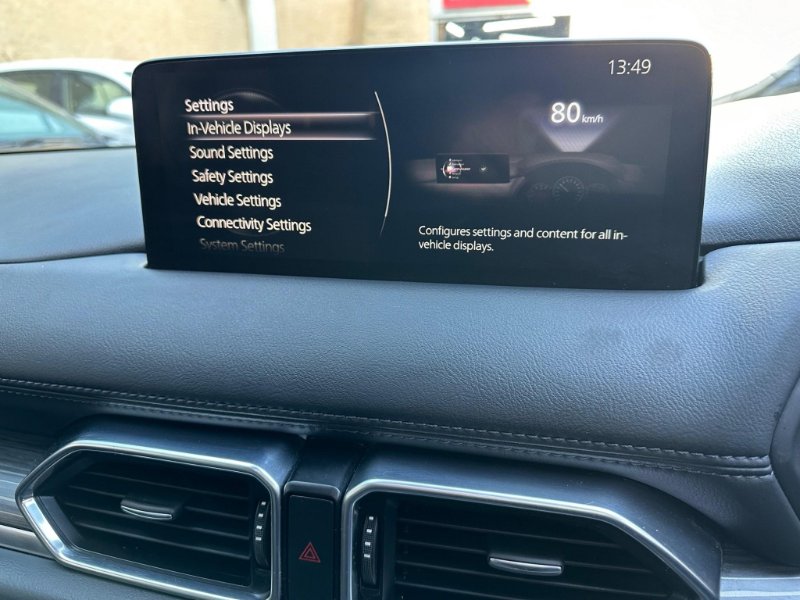 13:49
Settings
In-Vehicle Displays
Sound Settings
Safety Settings
Vehicle Settings
Connectivity Settings
System Settings
80 km/h
Configures settings and content for all in-
vehicle displays.